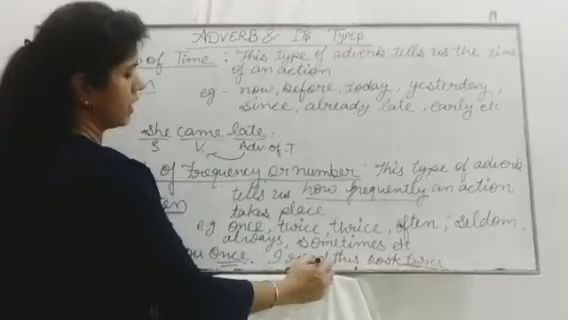 ADVERB & Its Types
of Time : This type of adverb tells us the time
of an action
eg - now, before, today, yesterday,
since, already late, early etc
She came late.
S V. Adv of. T
of Frequency or number : This type of adverb
tells us how frequently an action
takes place
eg once, twice, thrice, often, seldom,
always, sometimes etc
you once. I this book twice